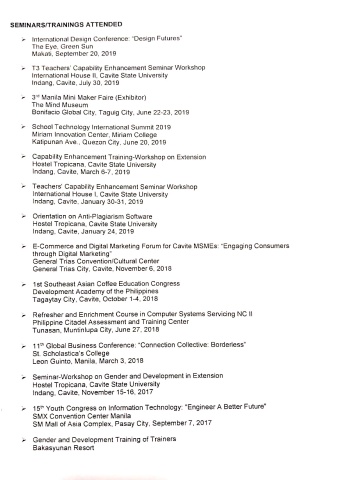 SEMINARS/TRAININGS ATTENDED
➢ International Design Conference: "Design Futures"
The Eye, Green Sun
Makati, September 20, 2019
➢ T3 Teachers' Capability Enhancement Seminar Workshop
International House II, Cavite State University
Indang, Cavite, July 30, 2019
➢ 3rd Manila Mini Maker Faire (Exhibitor)
The Mind Museum
Bonifacio Global City, Taguig City, June 22-23, 2019
➢ School Technology International Summit 2019
Miriam Innovation Center, Miriam College
Katipunan Ave., Quezon City, June 20, 2019
➢ Capability Enhancement Training-Workshop on Extension
Hostel Tropicana, Cavite State University
Indang, Cavite, March 6-7, 2019
➢ Teachers' Capability Enhancement Seminar Workshop
International House I, Cavite State University
Indang, Cavite, January 30-31, 2019
➢ Orientation on Anti-Plagiarism Software
Hostel Tropicana, Cavite State University
Indang, Cavite, January 24, 2019
➢ E-Commerce and Digital Marketing Forum for Cavite MSMEs: "Engaging Consumers
through Digital Marketing"
General Trias Convention/Cultural Center
General Trias City, Cavite, November 6, 2018
➢ 1st Southeast Asian Coffee Education Congress
Development Academy of the Philippines
Tagaytay City, Cavite, October 1-4, 2018
➢ Refresher and Enrichment Course in Computer Systems Servicing NC II
Philippine Citadel Assessment and Training Center
Tunasan, Muntinlupa City, June 27, 2018
➢ 11th Global Business Conference: "Connection Collective: Borderless"
St. Scholastica's College
Leon Guinto, Manila, March 3, 2018
➢ Seminar-Workshop on Gender and Development in Extension
Hostel Tropicana, Cavite State University
Indang, Cavite, November 15-16, 2017
➢ 15th Youth Congress on Information Technology: "Engineer A Better Future"
SMX Convention Center Manila
SM Mall of Asia Complex, Pasay City, September 7, 2017
➢ Gender and Development Training of Trainers
Bakasyunan Resort